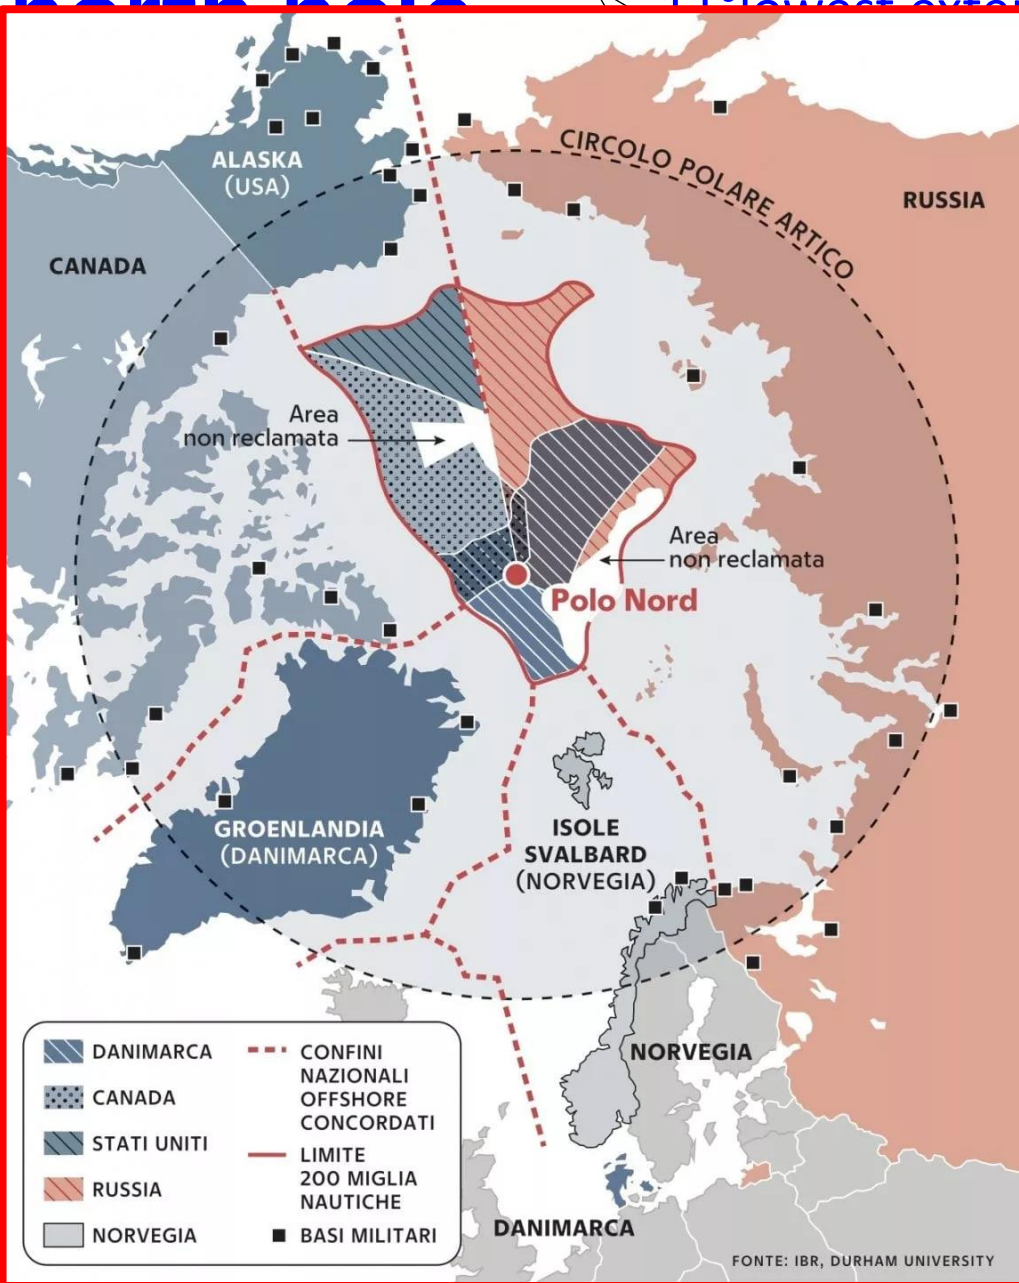 ALASKA
(USA)
CIRCOLO POLARE ARTICO
RUSSIA
CANADA
Area
non reclamata
Area
non reclamata
Polo Nord
GROENLANDIA
(DANIMARCA)
ISOLE
SVALBARD
(NORVEGIA)
NORVEGIA
DANIMARCA
DANIMARCA
CANADA
STATI UNITI
RUSSIA
NORVEGIA
CONFINI
NAZIONALI
OFFSHORE
CONCORDATI
LIMITE
200 MIGLIA
NAUTICHE
BASI MILITARI
FONTE: IBR, DURHAM UNIVERSITY